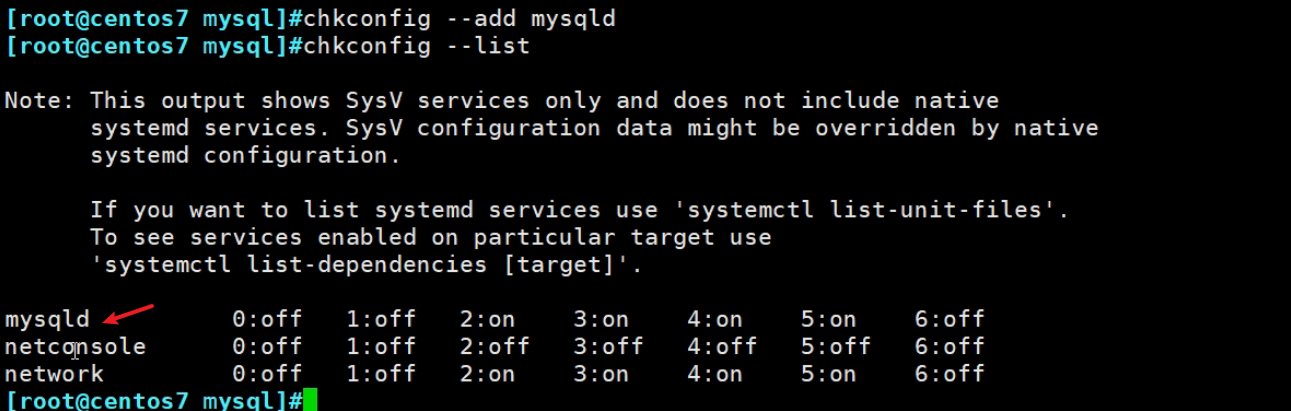 [root@centos7 mysql]#chkconfig --add mysqld
[root@centos7 mysql]#chkconfig --list
Note: This output shows SysV services only and does not include native
systemd services. SysV configuration data might be overridden by native
systemd configuration.
If you want to list systemd services use 'systemctl list-unit-files'.
To see services enabled on particular target use
'systemctl list-dependencies [target]'.
mysqld 0:off 1:off 2:on 3:on 4:on 5:on 6:off
netconsole 0:off 1:off 2:off 3:off 4:off 5:off 6:off
network 0:off 1:off 2:on 3:on 4:on 5:on 6:off
[root@centos7 mysql]#